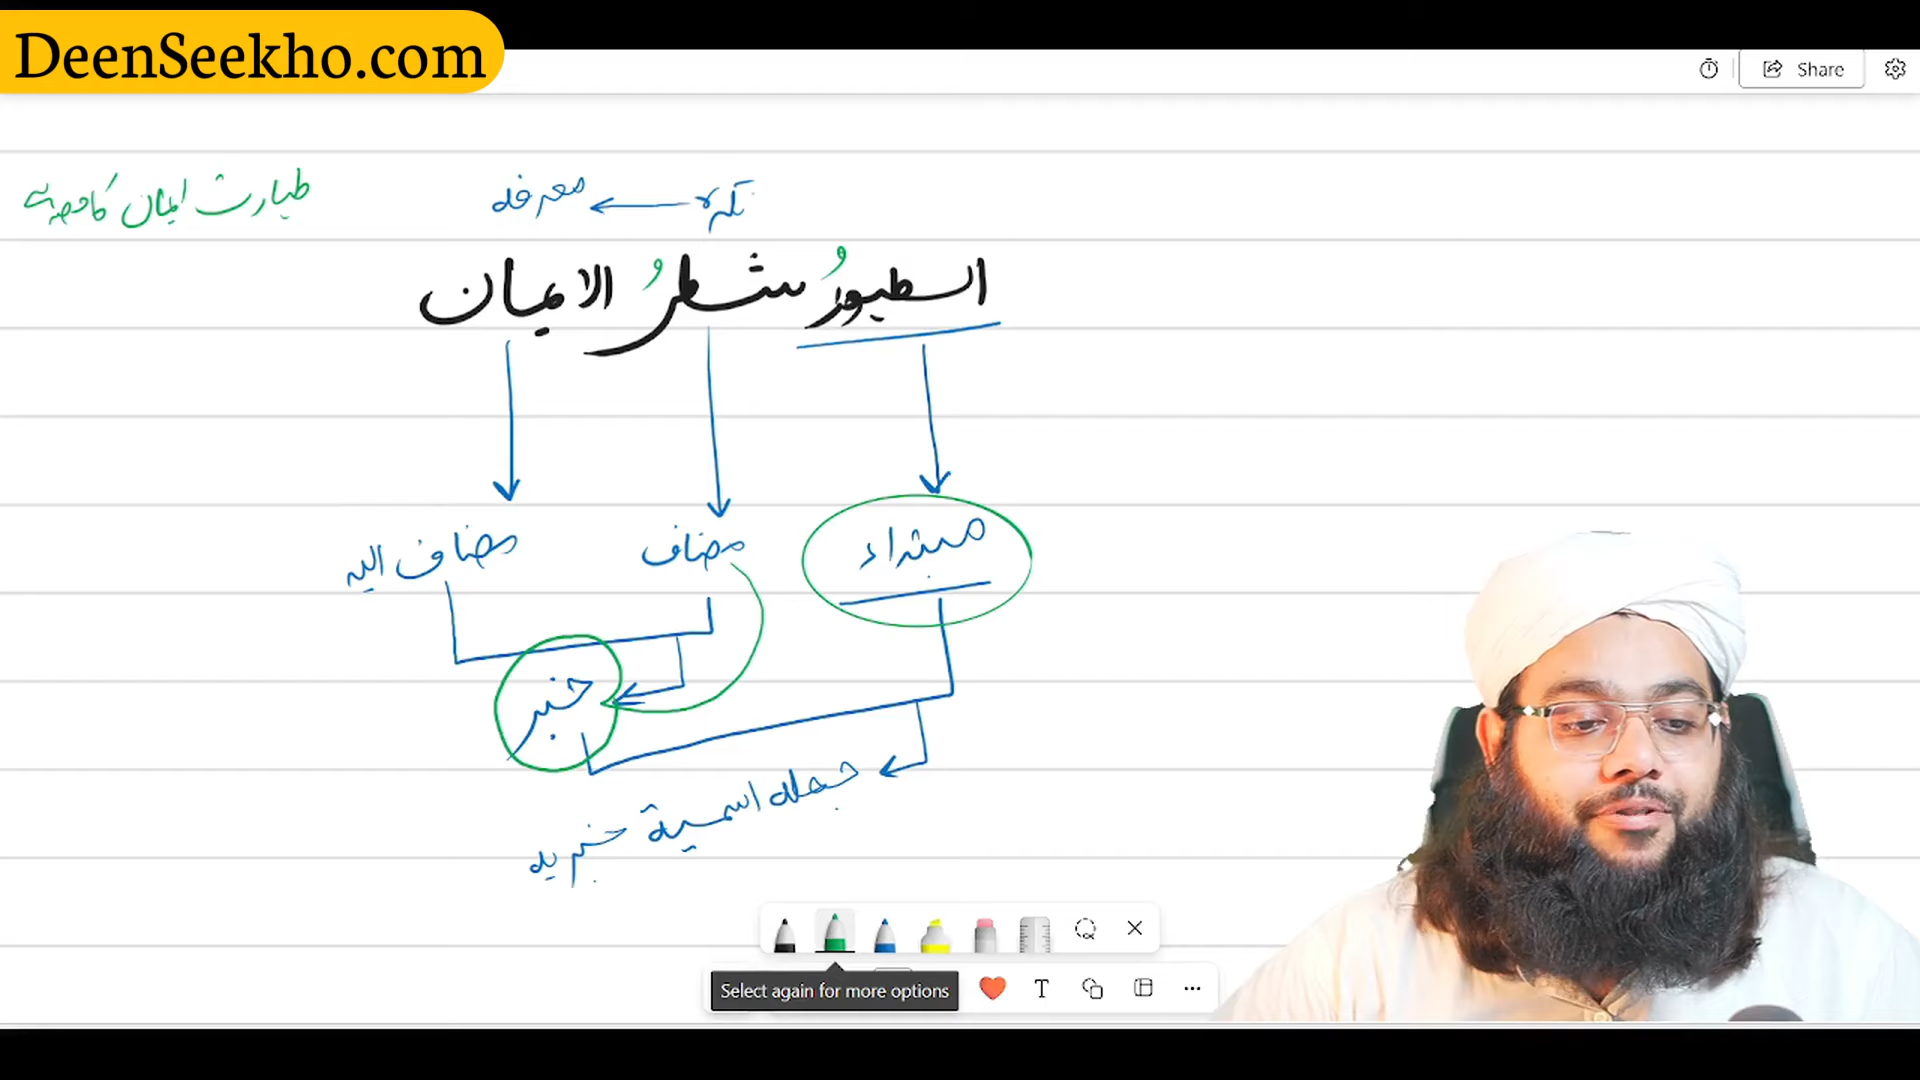 DeenSeekho.com
Share
طہارت ایمان کا حصہ ہے
نکرہ معرفہ
الطہورُ شطرُ الایمان
مبتداء مضاف مضاف الیہ
خبر
جملہ اسمیۃ خبریہ
Select again for more options
T